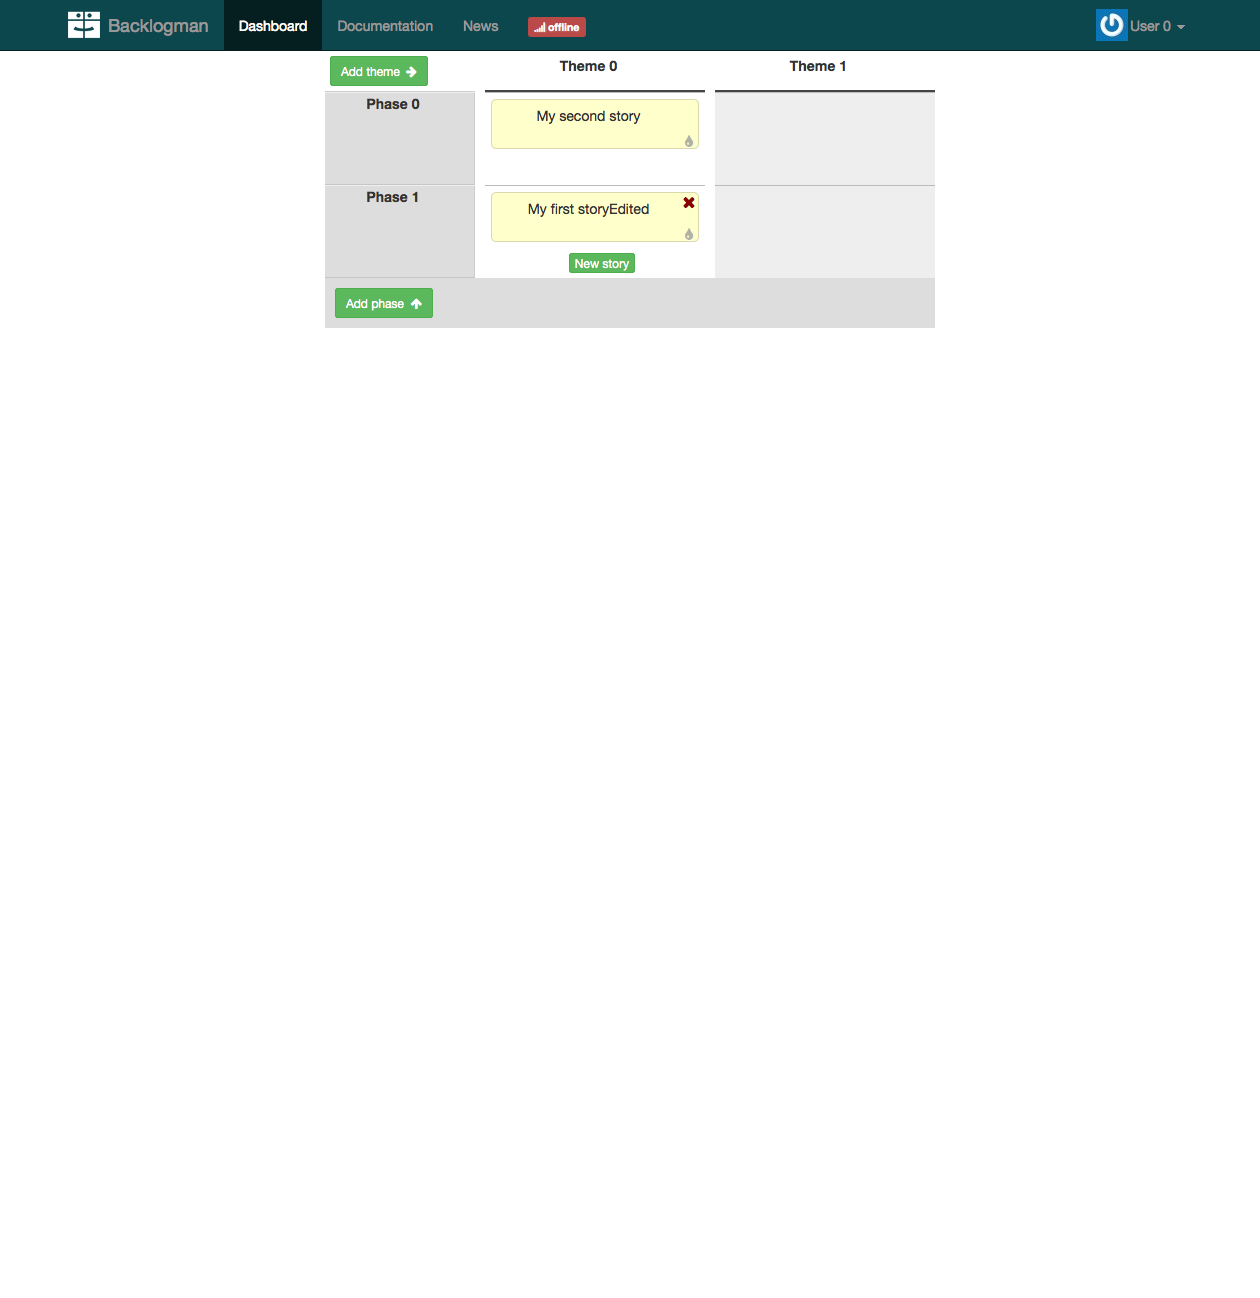 Backlogman Dashboard Documentation News offline User 0
Add theme Theme 0 Theme 1
Phase 0 My second story
Phase 1 My first storyEdited
New story
Add phase